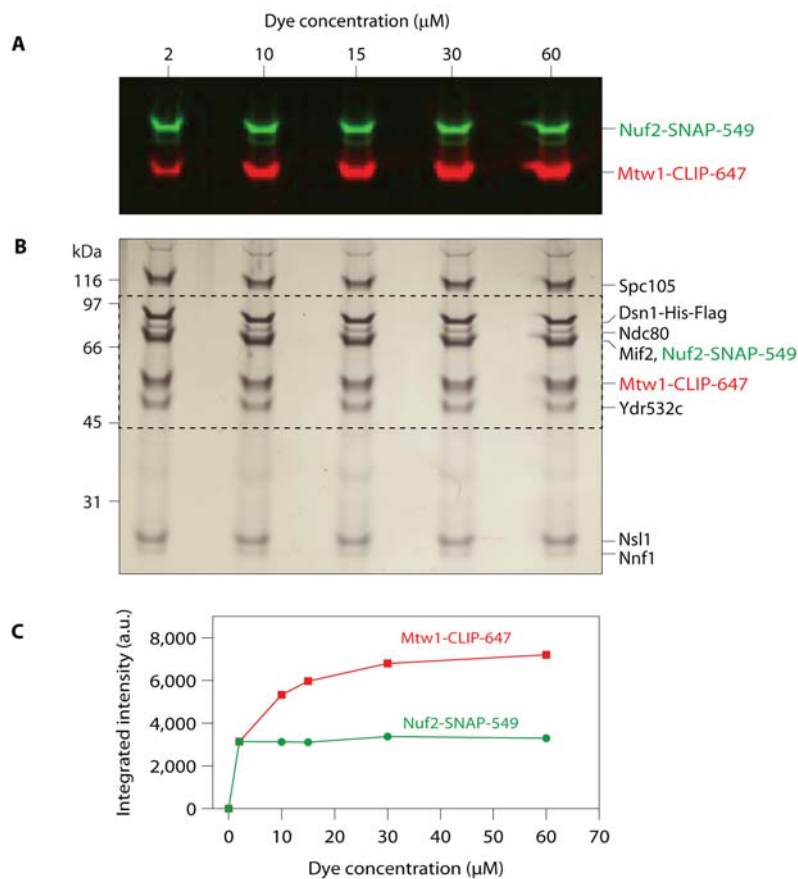 Dye concentration (μM)
A
2 10 15 30 60
Nuf2-SNAP-549
Mtw1-CLIP-647
B
kDa
116
97
66
45
31
Spc105
Dsn1-His-Flag
Ndc80
Mif2, Nuf2-SNAP-549
Mtw1-CLIP-647
Ydr532c
Nsl1
Nnf1
C
Integrated intensity (a.u.)
8,000
6,000
4,000
2,000
0
Mtw1-CLIP-647
Nuf2-SNAP-549
0 10 20 30 40 50 60 70
Dye concentration (μM)